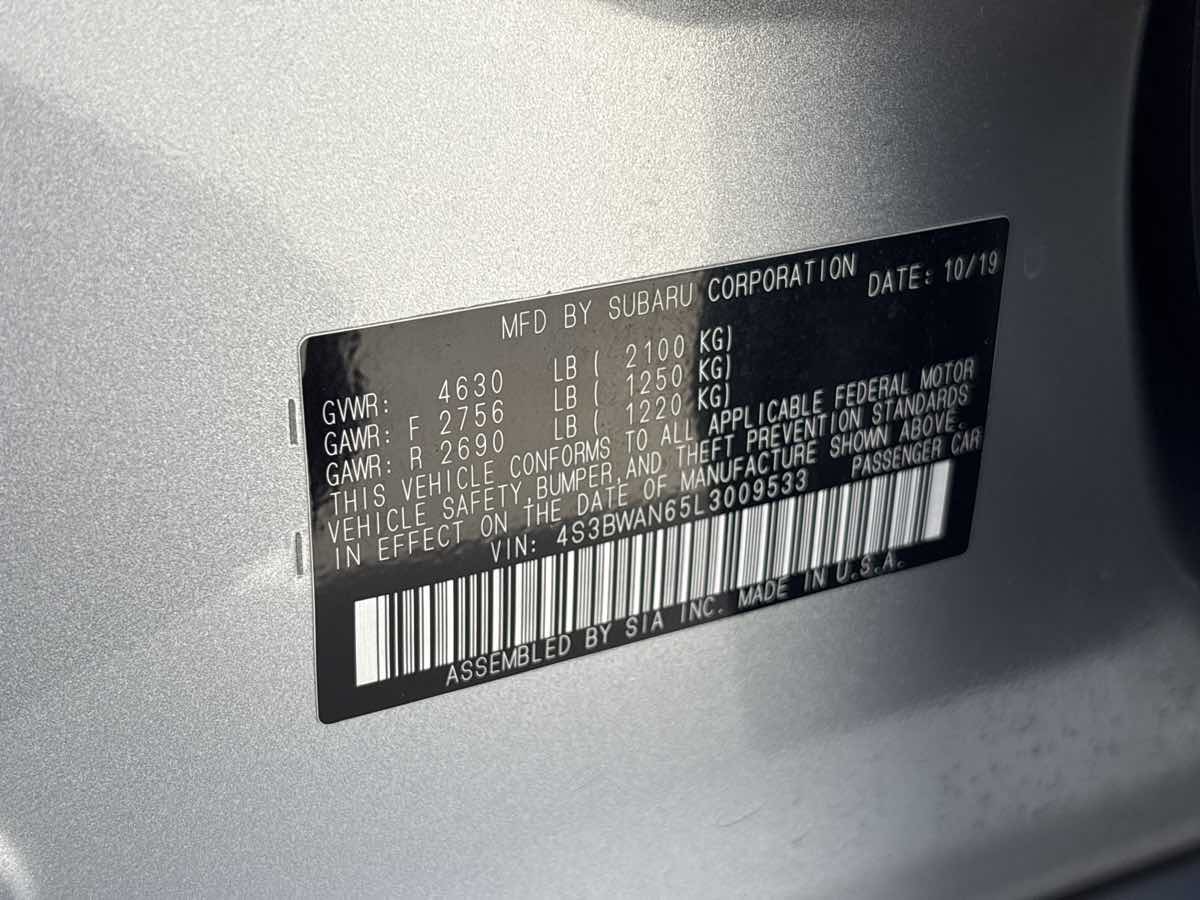 MFD BY SUBARU CORPORATION DATE: 10/19
GVWR: 4630 LB ( 2100 KG)
GAWR: F 2756 LB ( 1250 KG)
GAWR: R 2690 LB ( 1220 KG)
THIS VEHICLE CONFORMS TO ALL APPLICABLE FEDERAL MOTOR
VEHICLE SAFETY,BUMPER,AND THEFT PREVENTION STANDARDS
IN EFFECT ON THE DATE OF MANUFACTURE SHOWN ABOVE.
VIN: 4S3BWAN65L3009533 PASSENGER CAR
ASSEMBLED BY SIA INC. MADE IN U.S.A.